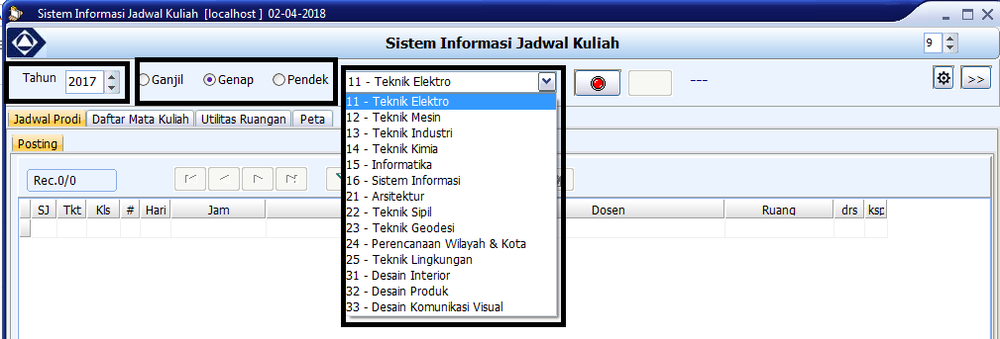 Sistem Informasi Jadwal Kuliah [localhost ] 02-04-2018
Sistem Informasi Jadwal Kuliah
9
Tahun 2017 Ganjil Genap Pendek 11 - Teknik Elektro --- >>
11 - Teknik Elektro
12 - Teknik Mesin
13 - Teknik Industri
14 - Teknik Kimia
15 - Informatika
16 - Sistem Informasi
21 - Arsitektur
22 - Teknik Sipil
23 - Teknik Geodesi
24 - Perencanaan Wilayah & Kota
25 - Teknik Lingkungan
31 - Desain Interior
32 - Desain Produk
33 - Desain Komunikasi Visual
Jadwal Prodi Daftar Mata Kuliah Utilitas Ruangan Peta
Posting
Rec.0/0
SJ Tkt Kls # Hari Jam Dosen Ruang drs ksp